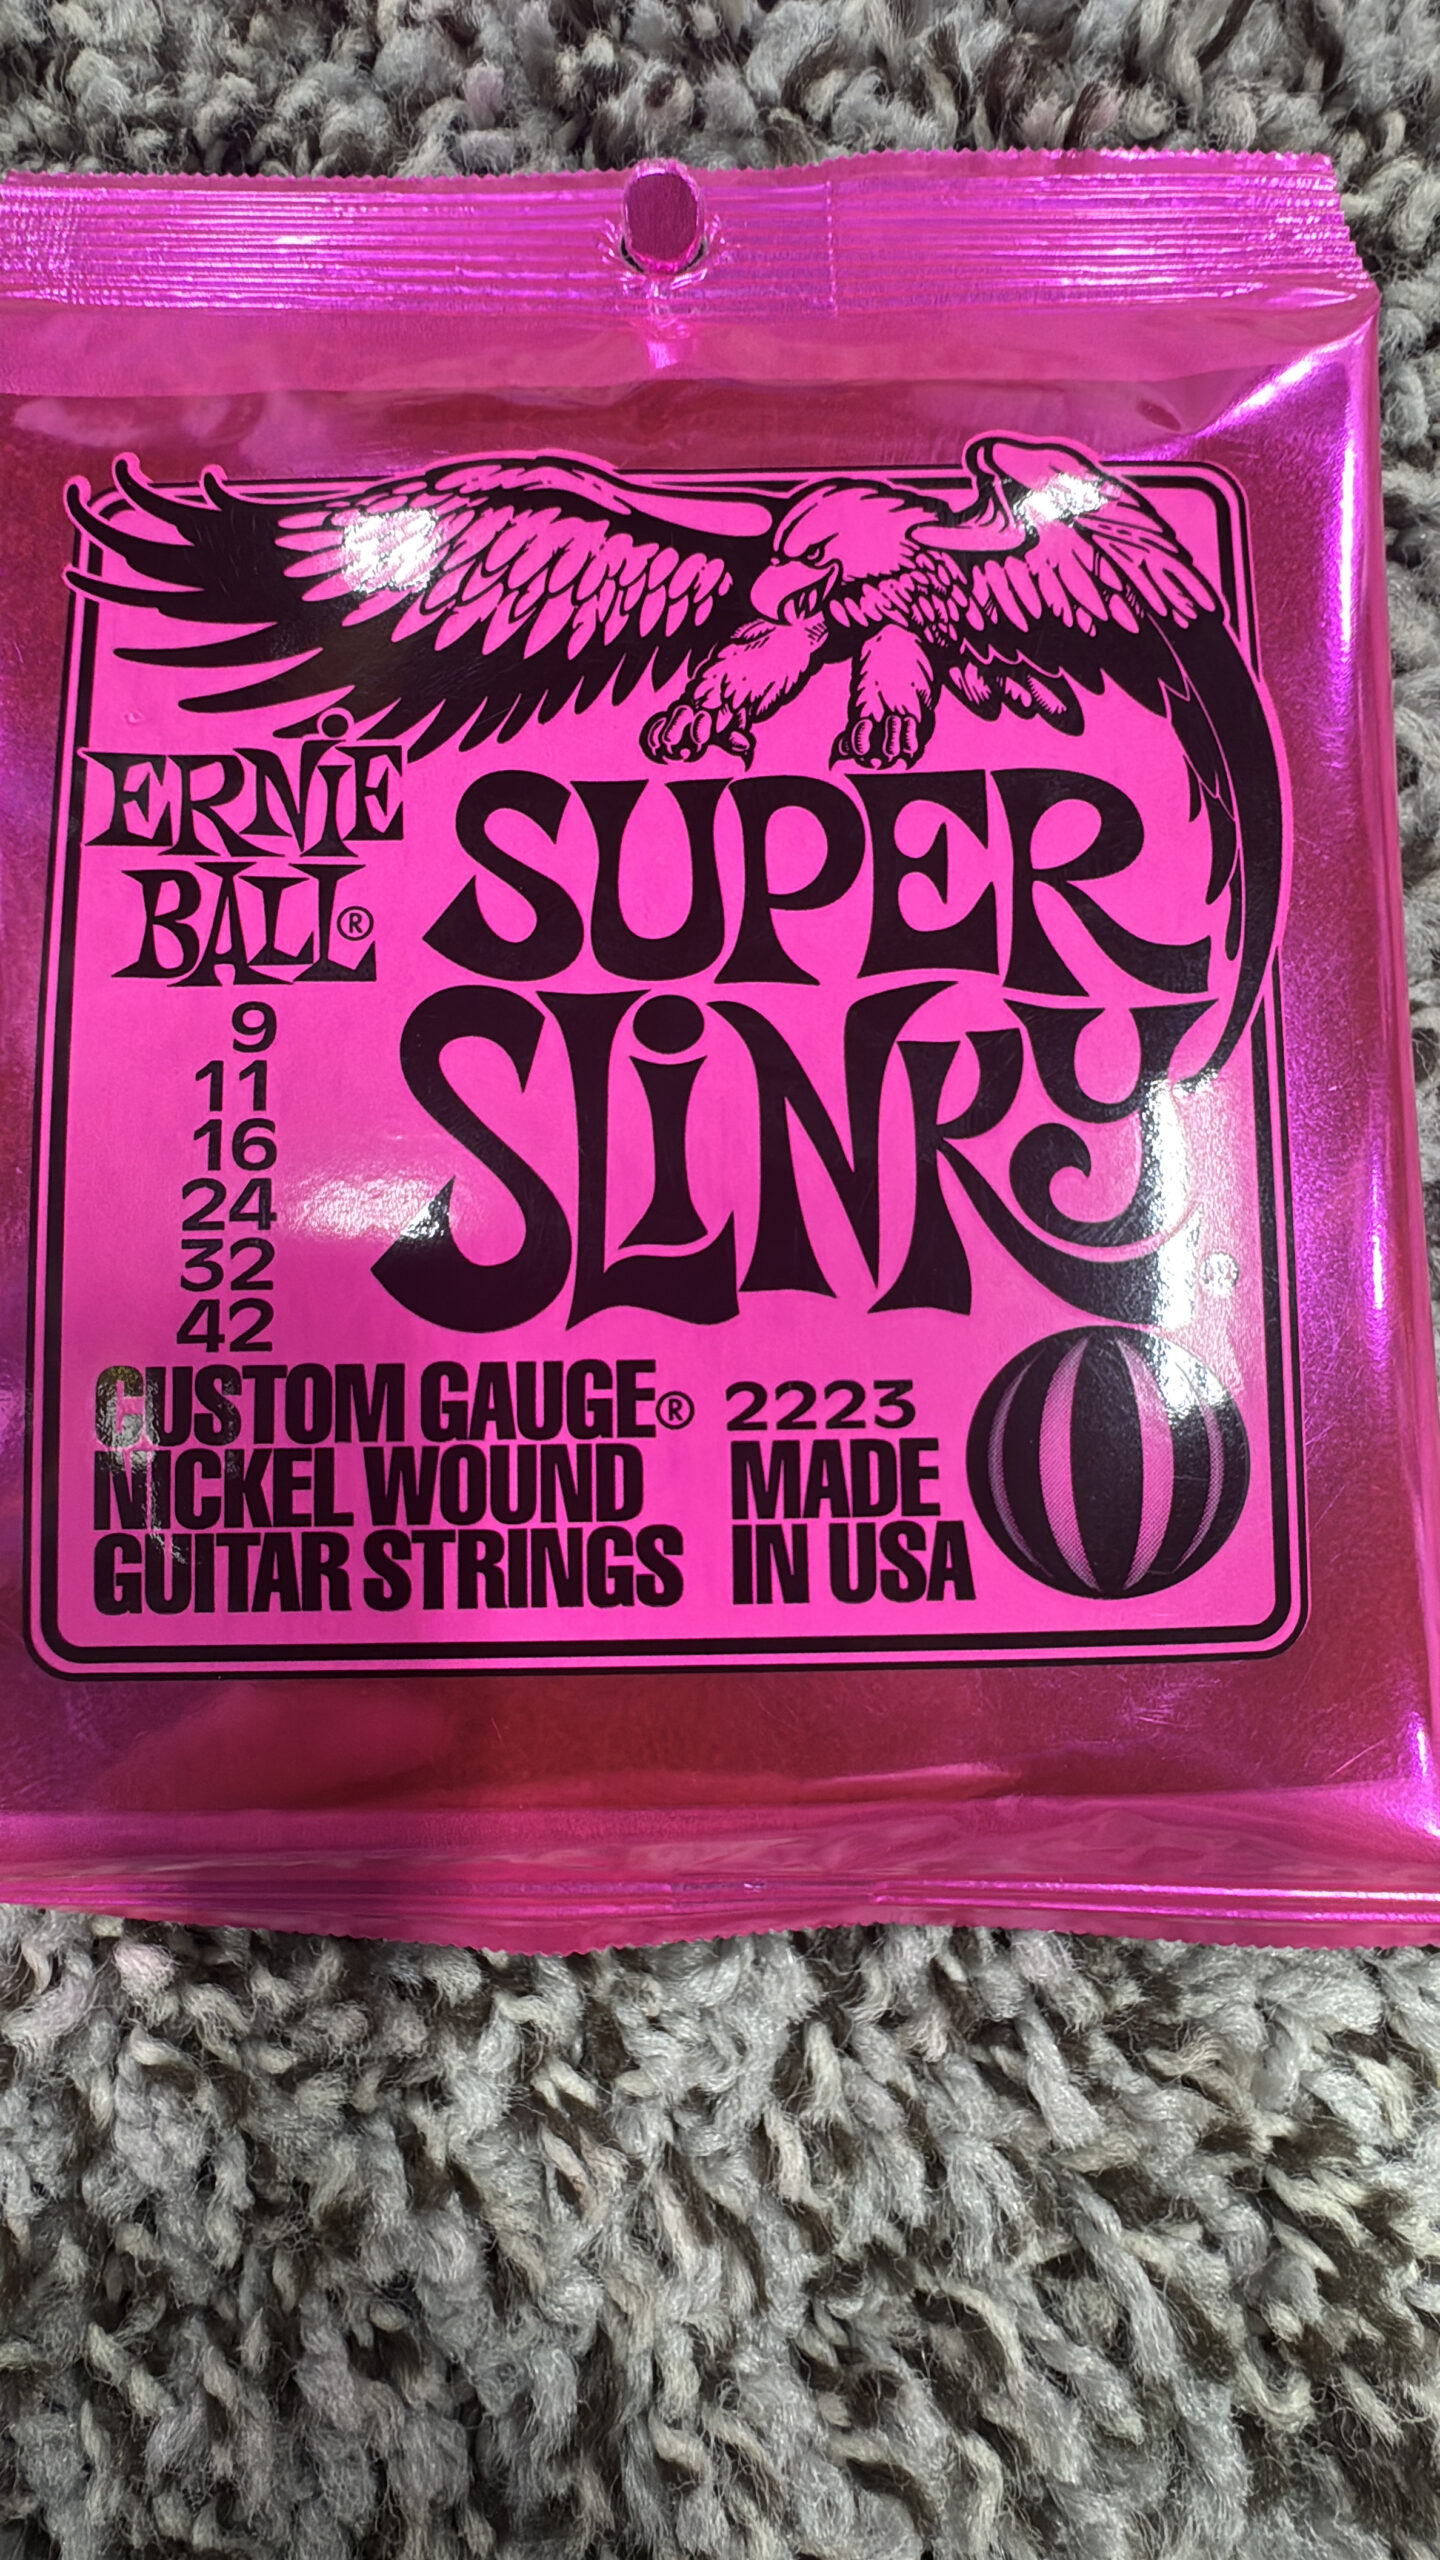 ERNiE
BALL®
SUPER
SLiNKY
9
11
16
24
32
42
CUSTOM GAUGE®
NICKEL WOUND
GUITAR STRINGS
2223
MADE
IN USA